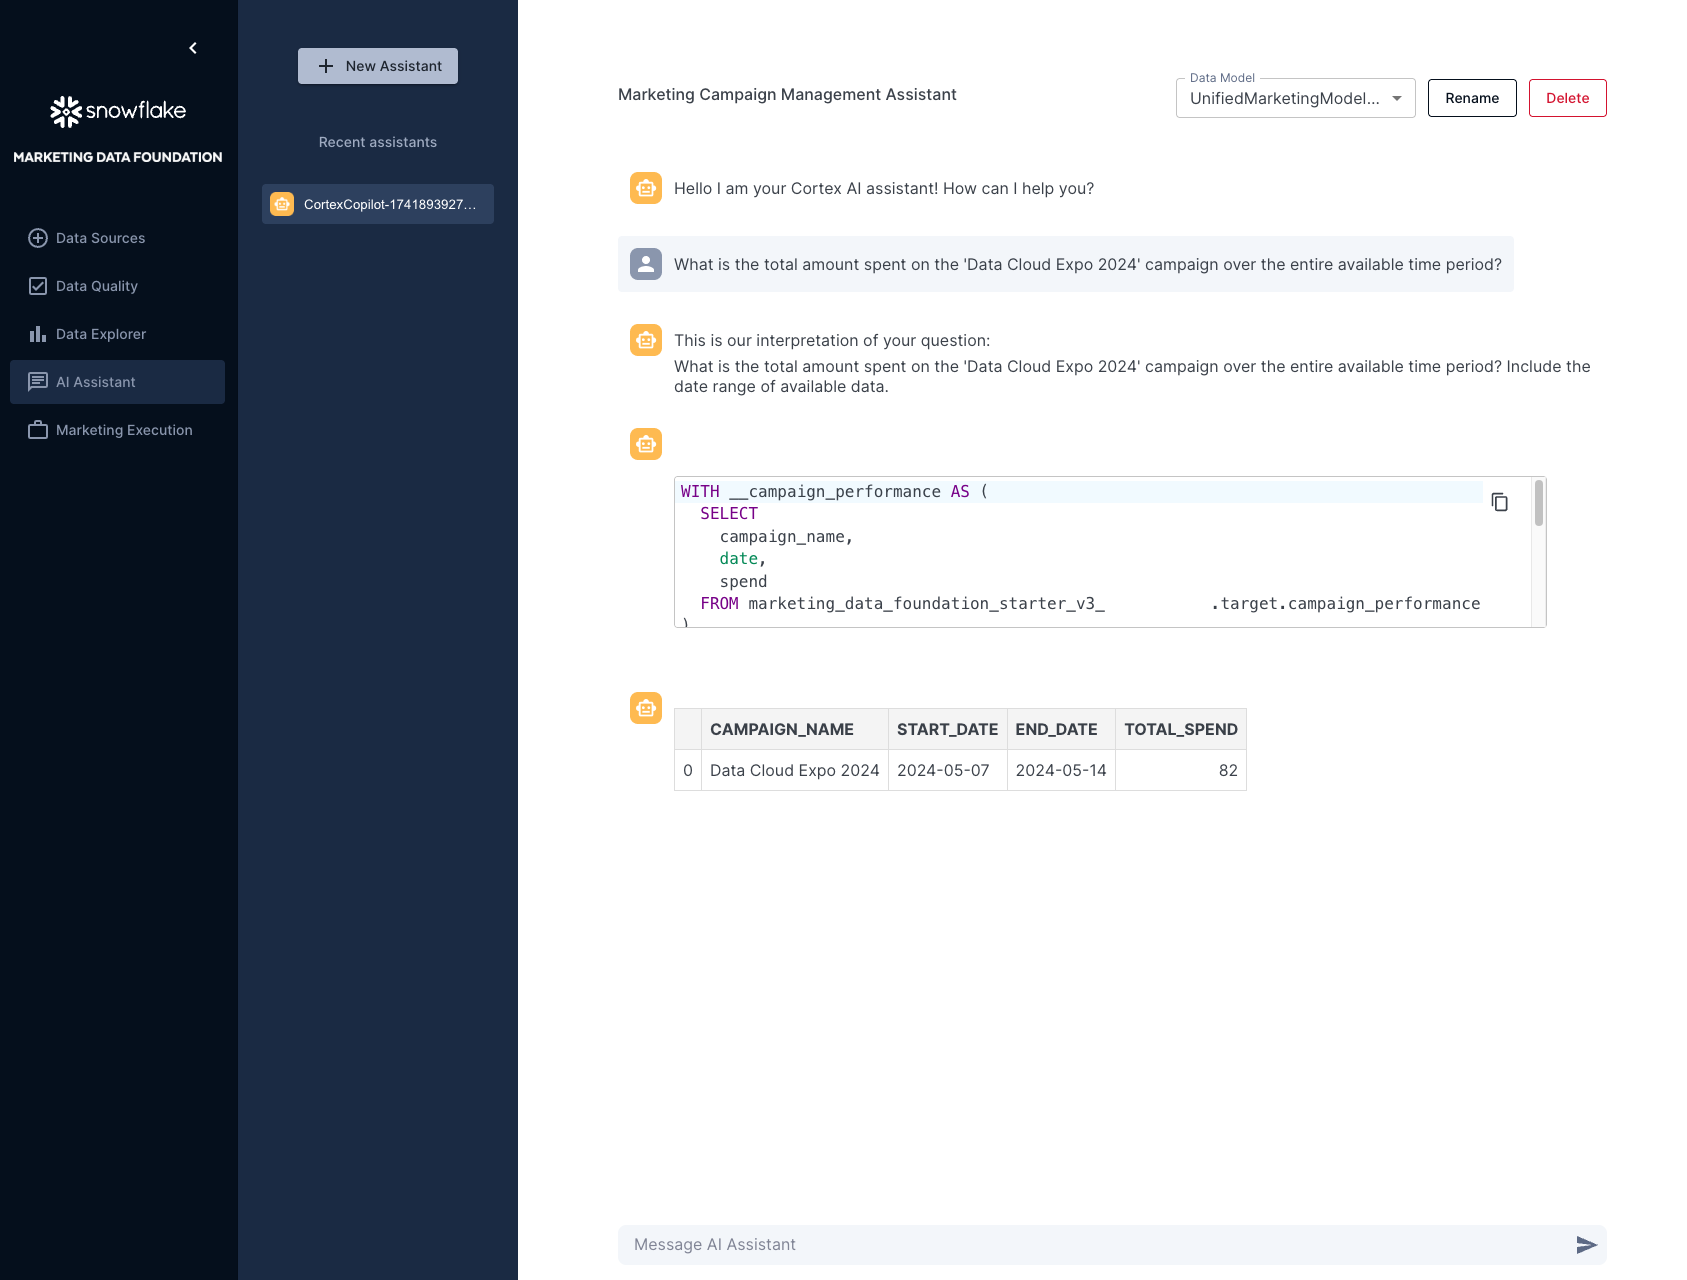 snowflake
MARKETING DATA FOUNDATION
Data Sources
Data Quality
Data Explorer
AI Assistant
Marketing Execution
New Assistant
Recent assistants
CortexCopilot-1741893927...
Marketing Campaign Management Assistant
Data Model
UnifiedMarketingModel...
Rename
Delete
Hello I am your Cortex AI assistant! How can I help you?
What is the total amount spent on the 'Data Cloud Expo 2024' campaign over the entire available time period?
This is our interpretation of your question:
What is the total amount spent on the 'Data Cloud Expo 2024' campaign over the entire available time period? Include the
date range of available data.
WITH __campaign_performance AS (
SELECT
campaign_name,
date,
spend
FROM marketing_data_foundation_starter_v3_ .target.campaign_performance
)
CAMPAIGN_NAME START_DATE END_DATE TOTAL_SPEND
0 Data Cloud Expo 2024 2024-05-07 2024-05-14 82
Message AI Assistant